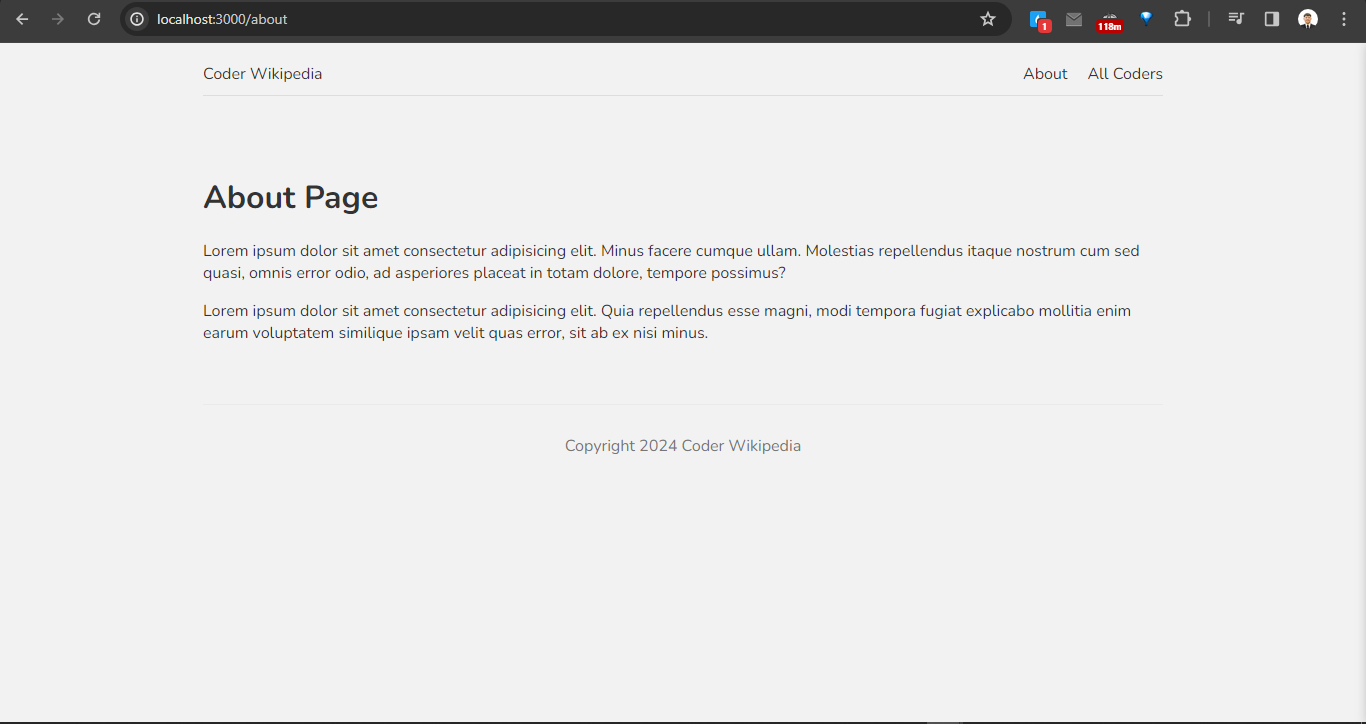 localhost:3000/about
1
118m
Coder Wikipedia
About
All Coders
About Page
Lorem ipsum dolor sit amet consectetur adipisicing elit. Minus facere cumque ullam. Molestias repellendus itaque nostrum cum sed
quasi, omnis error odio, ad asperiores placeat in totam dolore, tempore possimus?
Lorem ipsum dolor sit amet consectetur adipisicing elit. Quia repellendus esse magni, modi tempora fugiat explicabo mollitia enim
earum voluptatem similique ipsam velit quas error, sit ab ex nisi minus.
Copyright 2024 Coder Wikipedia